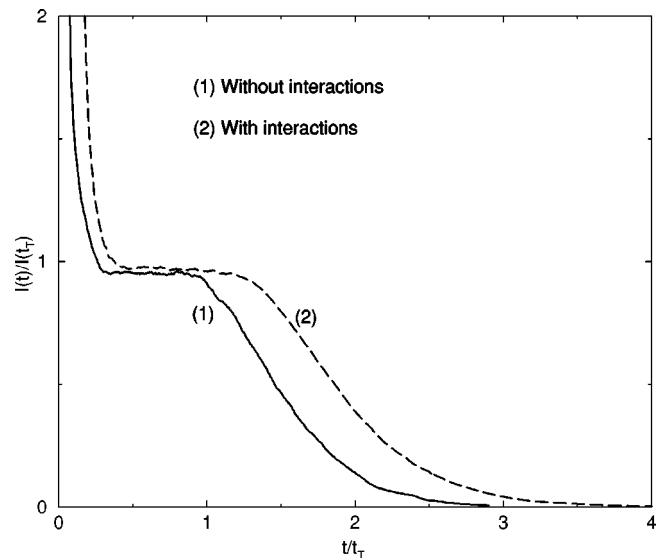 2
(1) Without interactions
(2) With interactions
I(t)/I(t_T)
1
(1)
(2)
0
0 1 2 3 4
t/t_T